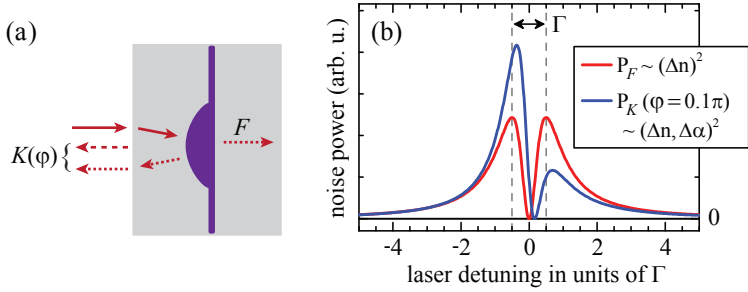 (a)
F
K(φ){
(b)
Γ
P_F ~ (Δn)²
P_K (φ = 0.1π)
~ (Δn, Δα)²
noise power (arb. u.)
0
-4 -2 0 2 4
laser detuning in units of Γ